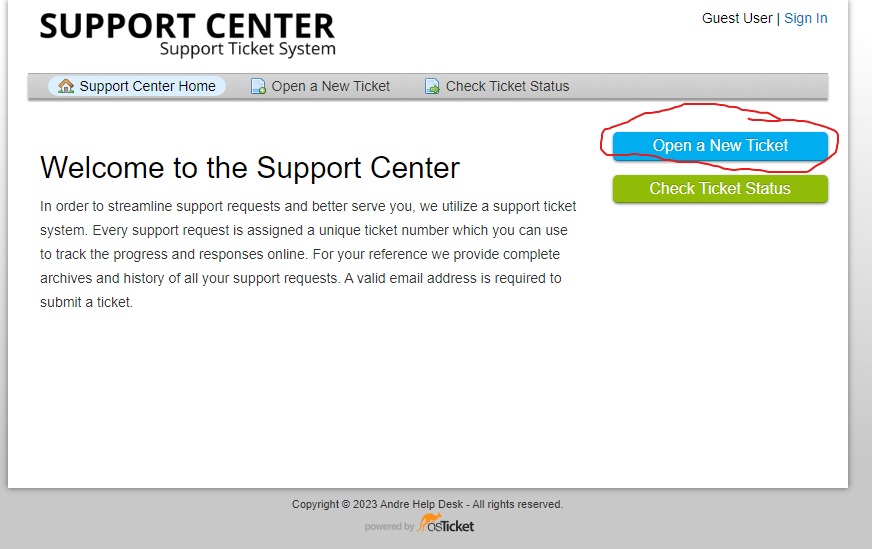 SUPPORT CENTER
Support Ticket System
Guest User | Sign In
Support Center Home
Open a New Ticket
Check Ticket Status
Open a New Ticket
Check Ticket Status
Welcome to the Support Center
In order to streamline support requests and better serve you, we utilize a support ticket
system. Every support request is assigned a unique ticket number which you can use
to track the progress and responses online. For your reference we provide complete
archives and history of all your support requests. A valid email address is required to
submit a ticket.
Copyright © 2023 Andre Help Desk - All rights reserved.
powered by osTicket